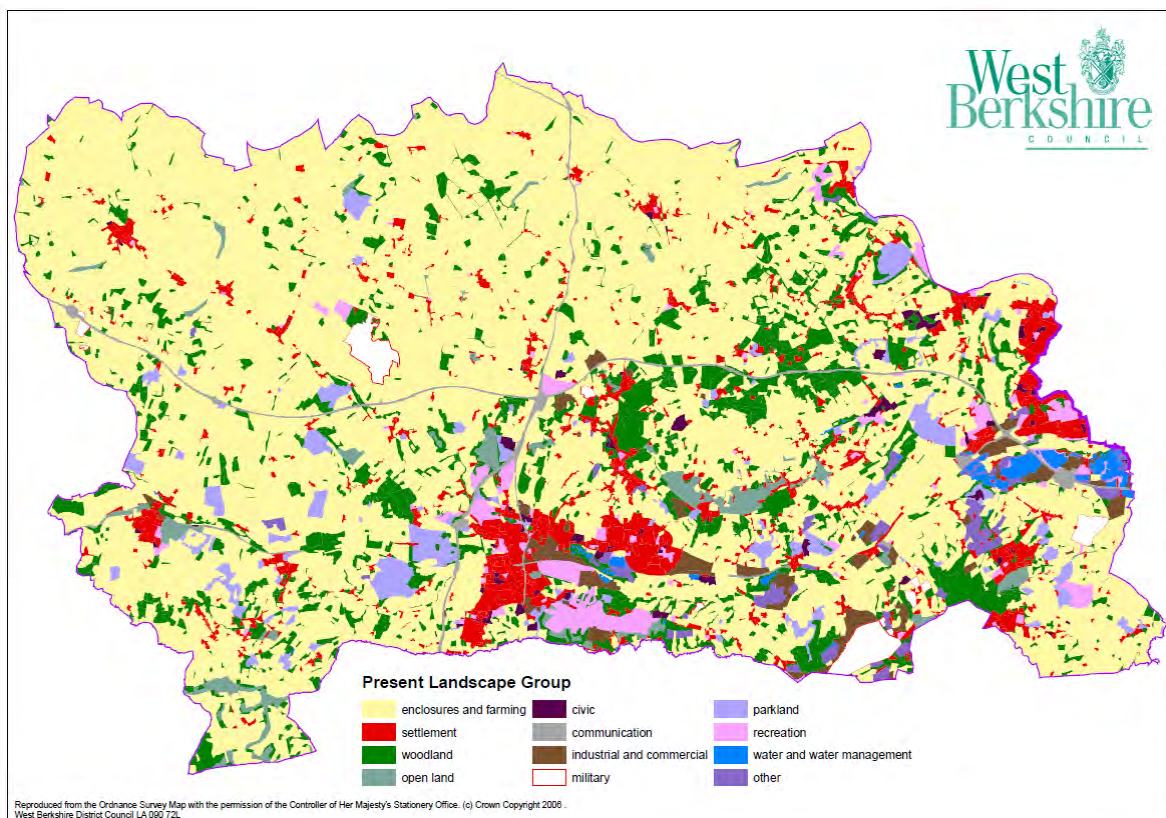 West
Berkshire
COUNCIL
Present Landscape Group
enclosures and farming
settlement
woodland
open land
civic
communication
industrial and commercial
military
parkland
recreation
water and water management
other
Reproduced from the Ordnance Survey Map with the permission of the Controller of Her Majesty's Stationery Office. (c) Crown Copyright 2006 .
West Berkshire District Council LA 090 72L